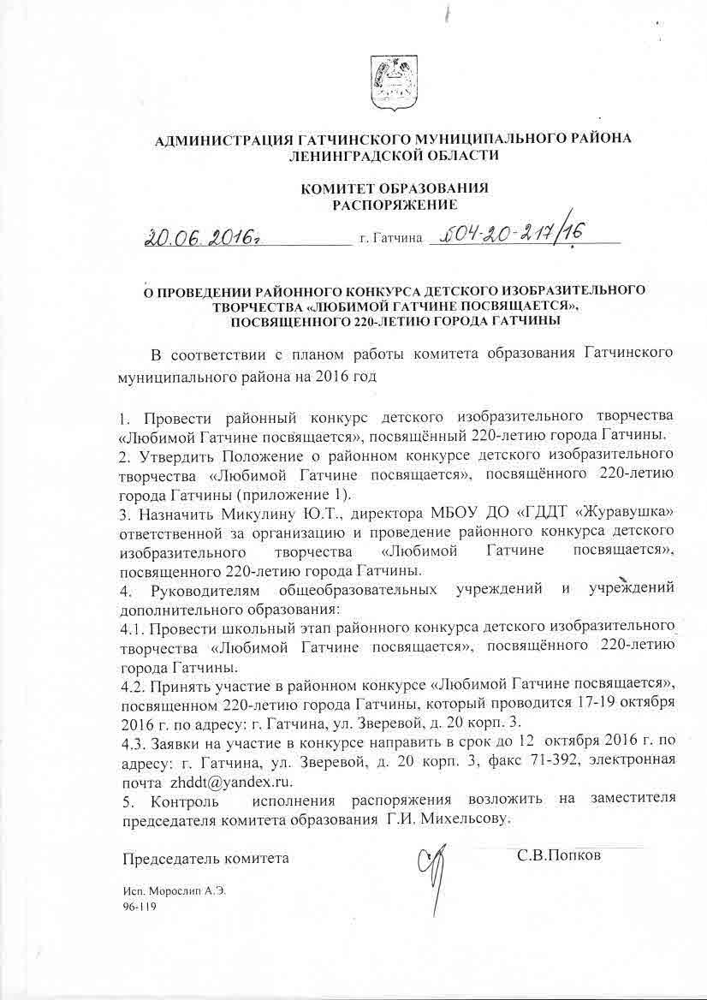 АДМИНИСТРАЦИЯ ГАТЧИНСКОГО МУНИЦИПАЛЬНОГО РАЙОНА
ЛЕНИНГРАДСКОЙ ОБЛАСТИ
КОМИТЕТ ОБРАЗОВАНИЯ
РАСПОРЯЖЕНИЕ
20.06.2016г г. Гатчина №04-20-217/16
О ПРОВЕДЕНИИ РАЙОННОГО КОНКУРСА ДЕТСКОГО ИЗОБРАЗИТЕЛЬНОГО
ТВОРЧЕСТВА «ЛЮБИМОЙ ГАТЧИНЕ ПОСВЯЩАЕТСЯ»,
ПОСВЯЩЕННОГО 220-ЛЕТИЮ ГОРОДА ГАТЧИНЫ
В соответствии с планом работы комитета образования Гатчинского
муниципального района на 2016 год
1. Провести районный конкурс детского изобразительного творчества
«Любимой Гатчине посвящается», посвящённый 220-летию города Гатчины.
2. Утвердить Положение о районном конкурсе детского изобразительного
творчества «Любимой Гатчине посвящается», посвящённого 220-летию
города Гатчины (приложение 1).
3. Назначить Микулину Ю.Т., директора МБОУ ДО «ГДДТ «Журавушка»
ответственной за организацию и проведение районного конкурса детского
изобразительного творчества «Любимой Гатчине посвящается»,
посвященного 220-летию города Гатчины.
4. Руководителям общеобразовательных учреждений и учреждений
дополнительного образования:
4.1. Провести школьный этап районного конкурса детского изобразительного
творчества «Любимой Гатчине посвящается», посвящённого 220-летию
города Гатчины.
4.2. Принять участие в районном конкурсе «Любимой Гатчине посвящается»,
посвященном 220-летию города Гатчины, который проводится 17-19 октября
2016 г. по адресу: г. Гатчина, ул. Зверевой, д. 20 корп. 3.
4.3. Заявки на участие в конкурсе направить в срок до 12 октября 2016 г. по
адресу: г. Гатчина, ул. Зверевой, д. 20 корп. 3, факс 71-392, электронная
почта zhddt@yandex.ru.
5. Контроль исполнения распоряжения возложить на заместителя
председателя комитета образования Г.И. Михельсову.
Председатель комитета С.В.Попков
Исп. Морослип А.Э.
96-119